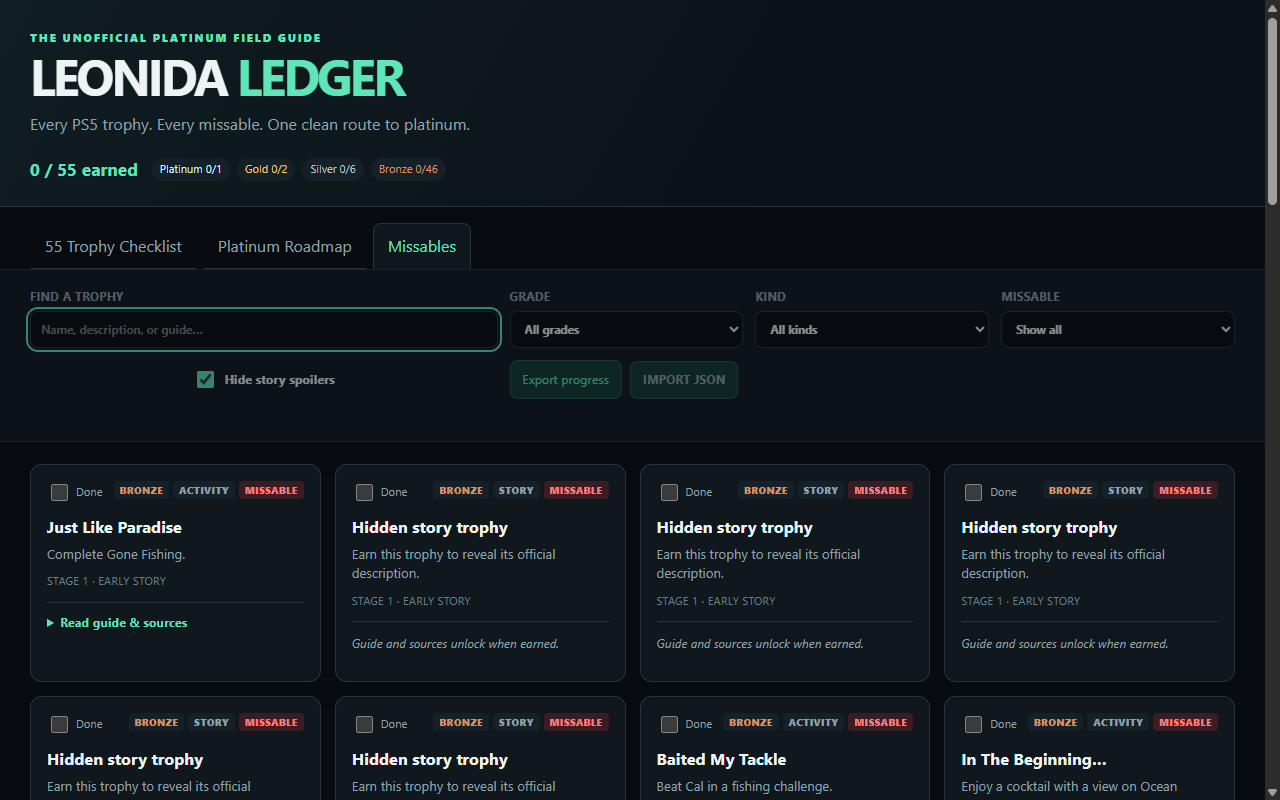 THE UNOFFICIAL PLATINUM FIELD GUIDE
LEONIDA LEDGER
Every PS5 trophy. Every missable. One clean route to platinum.
0 / 55 earned
Platinum 0/1
Gold 0/2
Silver 0/6
Bronze 0/46
55 Trophy Checklist
Platinum Roadmap
Missables
FIND A TROPHY
GRADE
KIND
MISSABLE
Name, description, or guide...
All grades
All kinds
Show all
Hide story spoilers
Export progress
IMPORT JSON
Done
BRONZE
ACTIVITY
MISSABLE
Just Like Paradise
Complete Gone Fishing.
STAGE 1 · EARLY STORY
Read guide & sources
Done
BRONZE
STORY
MISSABLE
Hidden story trophy
Earn this trophy to reveal its official
description.
STAGE 1 · EARLY STORY
Guide and sources unlock when earned.
Done
BRONZE
STORY
MISSABLE
Hidden story trophy
Earn this trophy to reveal its official
description.
STAGE 1 · EARLY STORY
Guide and sources unlock when earned.
Done
BRONZE
STORY
MISSABLE
Hidden story trophy
Earn this trophy to reveal its official
description.
STAGE 1 · EARLY STORY
Guide and sources unlock when earned.
Done
BRONZE
STORY
MISSABLE
Hidden story trophy
Earn this trophy to reveal its official
Done
BRONZE
STORY
MISSABLE
Hidden story trophy
Earn this trophy to reveal its official
Done
BRONZE
ACTIVITY
MISSABLE
Baited My Tackle
Beat Cal in a fishing challenge.
Done
BRONZE
ACTIVITY
MISSABLE
In The Beginning...
Enjoy a cocktail with a view on Ocean